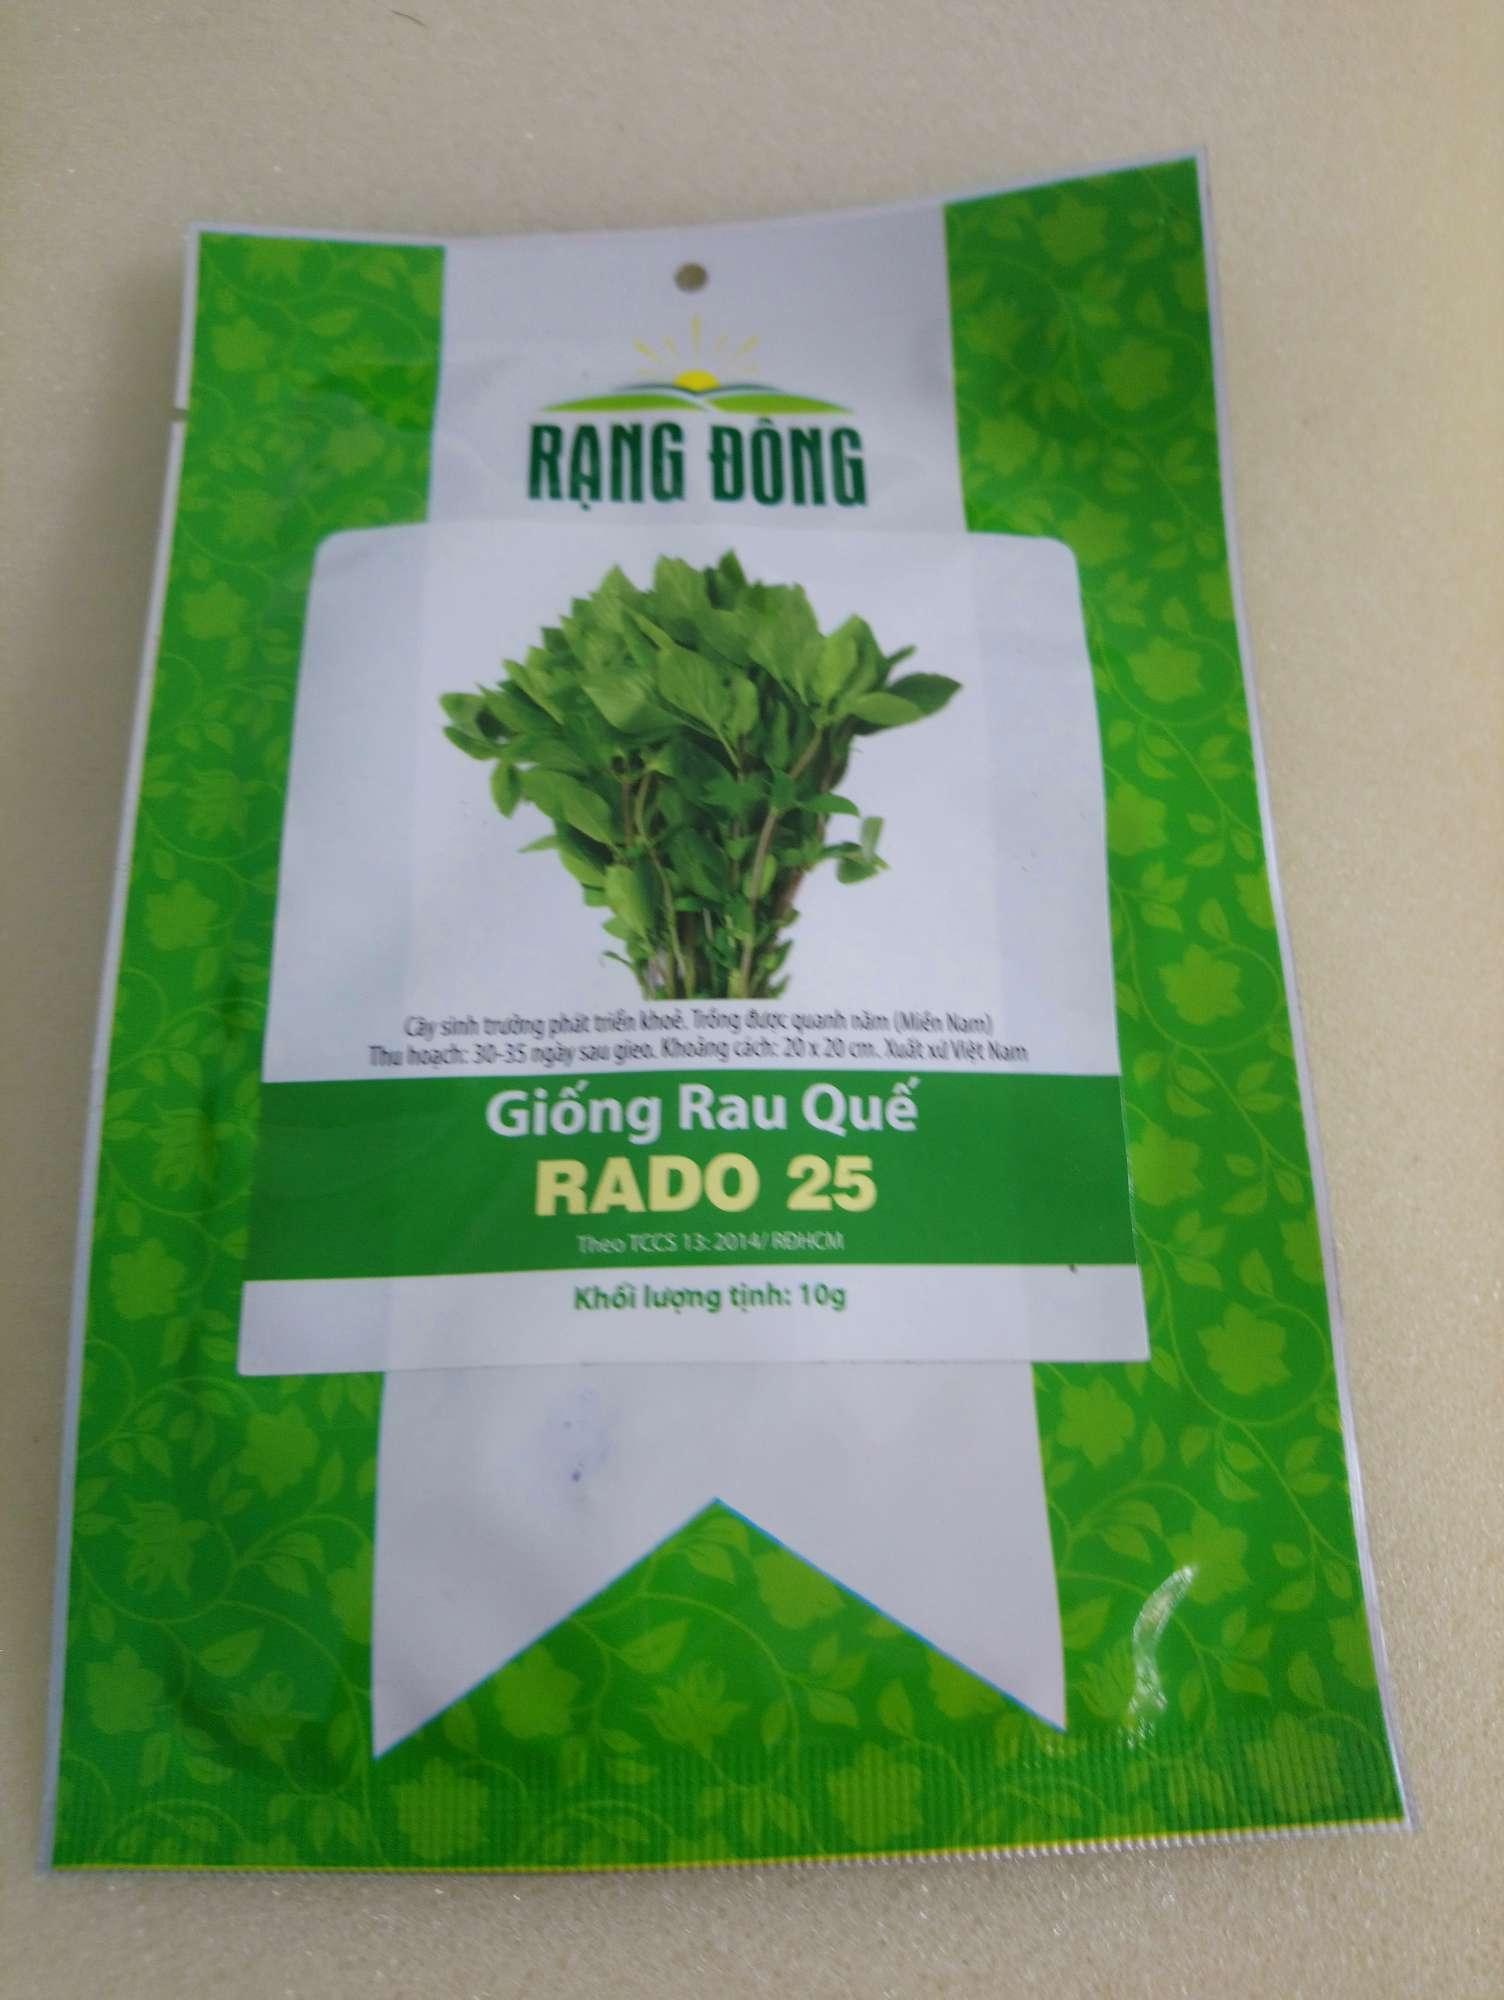 RẠNG ĐÔNG
Cây sinh trưởng phát triển khoẻ. Trồng được quanh năm (Miền Nam)
Thu hoạch: 30-35 ngày sau gieo. Khoảng cách: 20 x 20 cm. Xuất xứ Việt Nam
Giống Rau Quế
RADO 25
Theo TCCS 13: 2014/ RĐHCM
Khối lượng tịnh: 10g